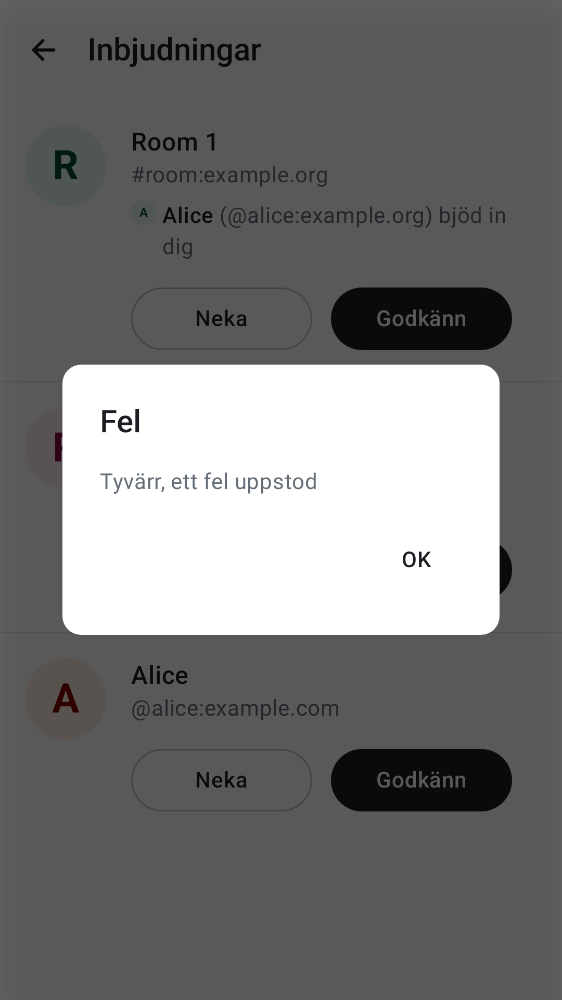 Inbjudningar
R
Room 1
#room:example.org
A Alice (@alice:example.org) bjöd in
dig
Neka Godkänn
Fel
Tyvärr, ett fel uppstod
OK
A
Alice
@alice:example.com
Neka Godkänn